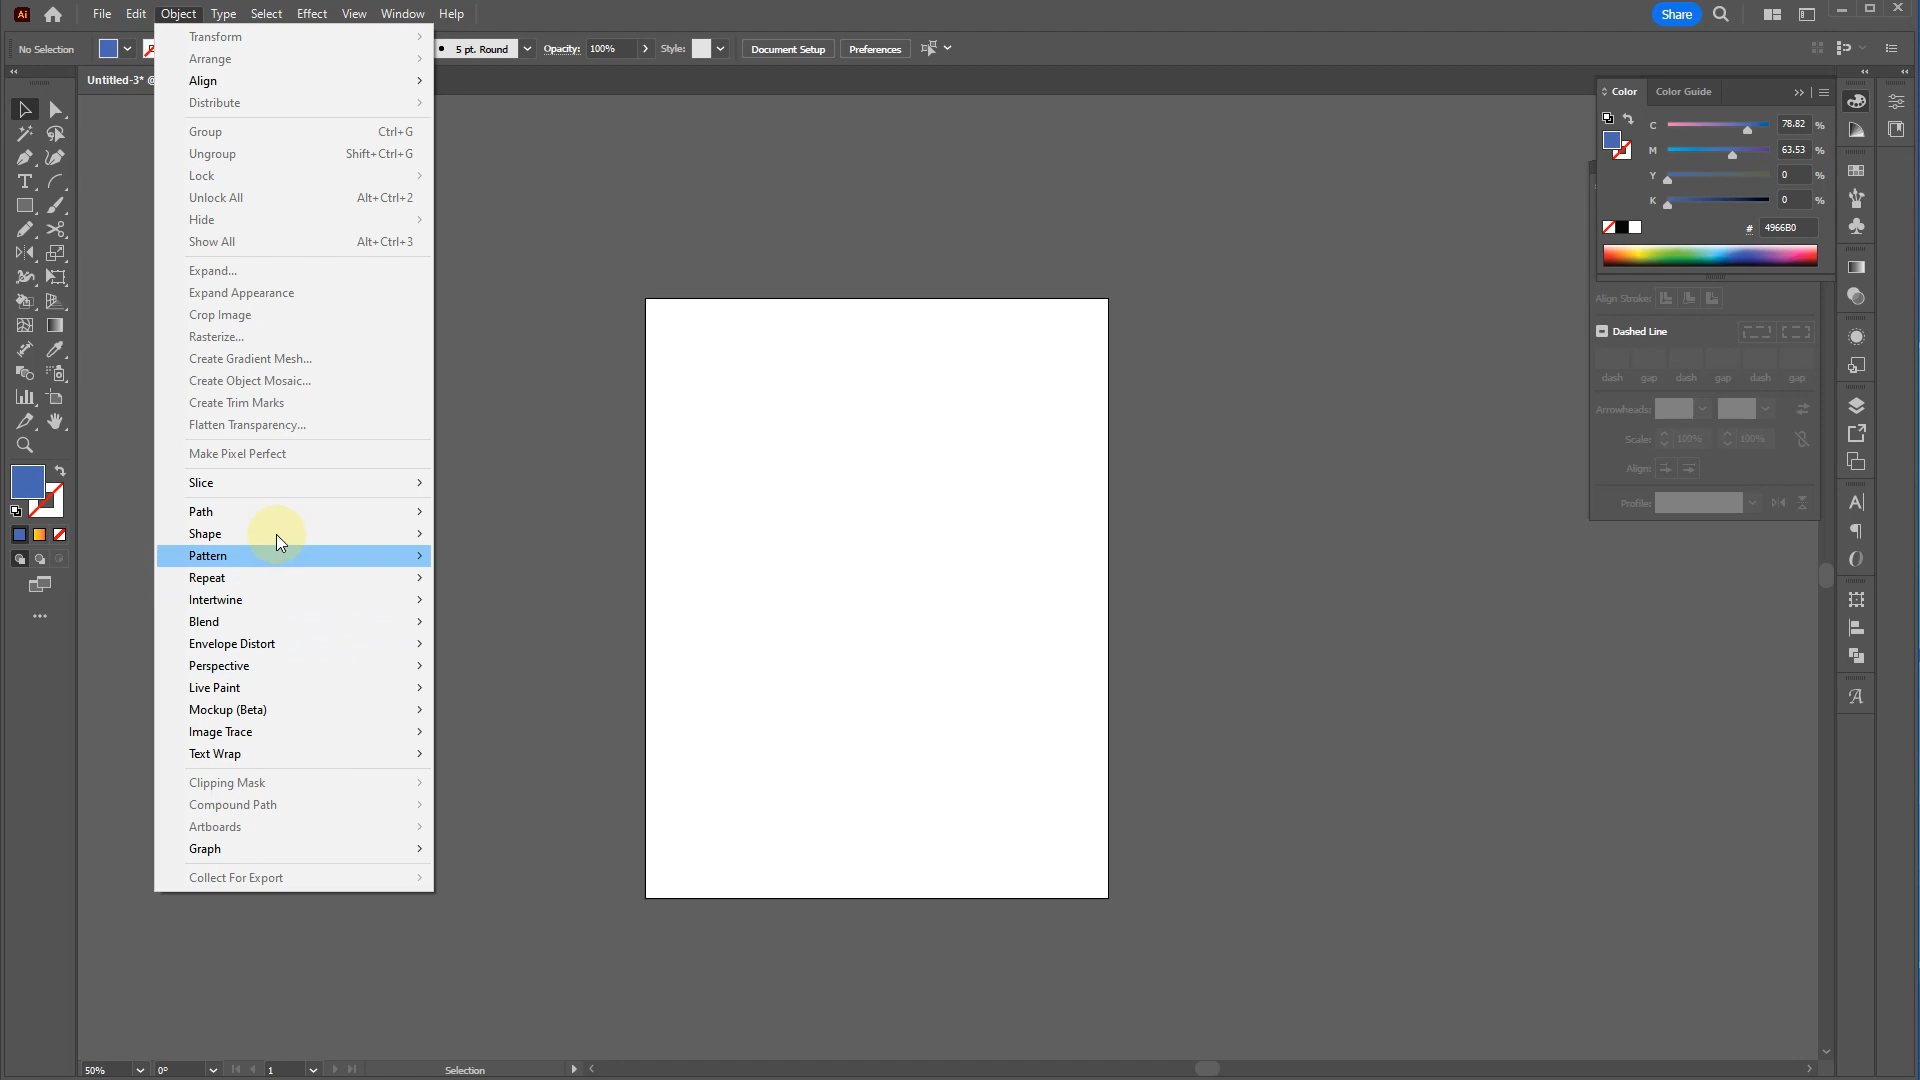 Ai
File Edit Object Type Select Effect View Window Help
Share
No Selection
5 pt. Round
Opacity: 100%
Style:
Document Setup
Preferences
Untitled-3* @
Transform
Arrange
Align
Distribute
Group Ctrl+G
Ungroup Shift+Ctrl+G
Lock
Unlock All Alt+Ctrl+2
Hide
Show All Alt+Ctrl+3
Expand...
Expand Appearance
Crop Image
Rasterize...
Create Gradient Mesh...
Create Object Mosaic...
Create Trim Marks
Flatten Transparency...
Make Pixel Perfect
Slice
Path
Shape
Pattern
Repeat
Intertwine
Blend
Envelope Distort
Perspective
Live Paint
Mockup (Beta)
Image Trace
Text Wrap
Clipping Mask
Compound Path
Artboards
Graph
Collect For Export
Color Color Guide
C 78.82 %
M 63.53 %
Y 0 %
K 0 %
# 4966B0
Align Stroke:
Dashed Line
dash gap dash gap dash gap
Arrowheads:
Scale: 100% 100%
Align:
Profile:
50% 0° 1 Selection